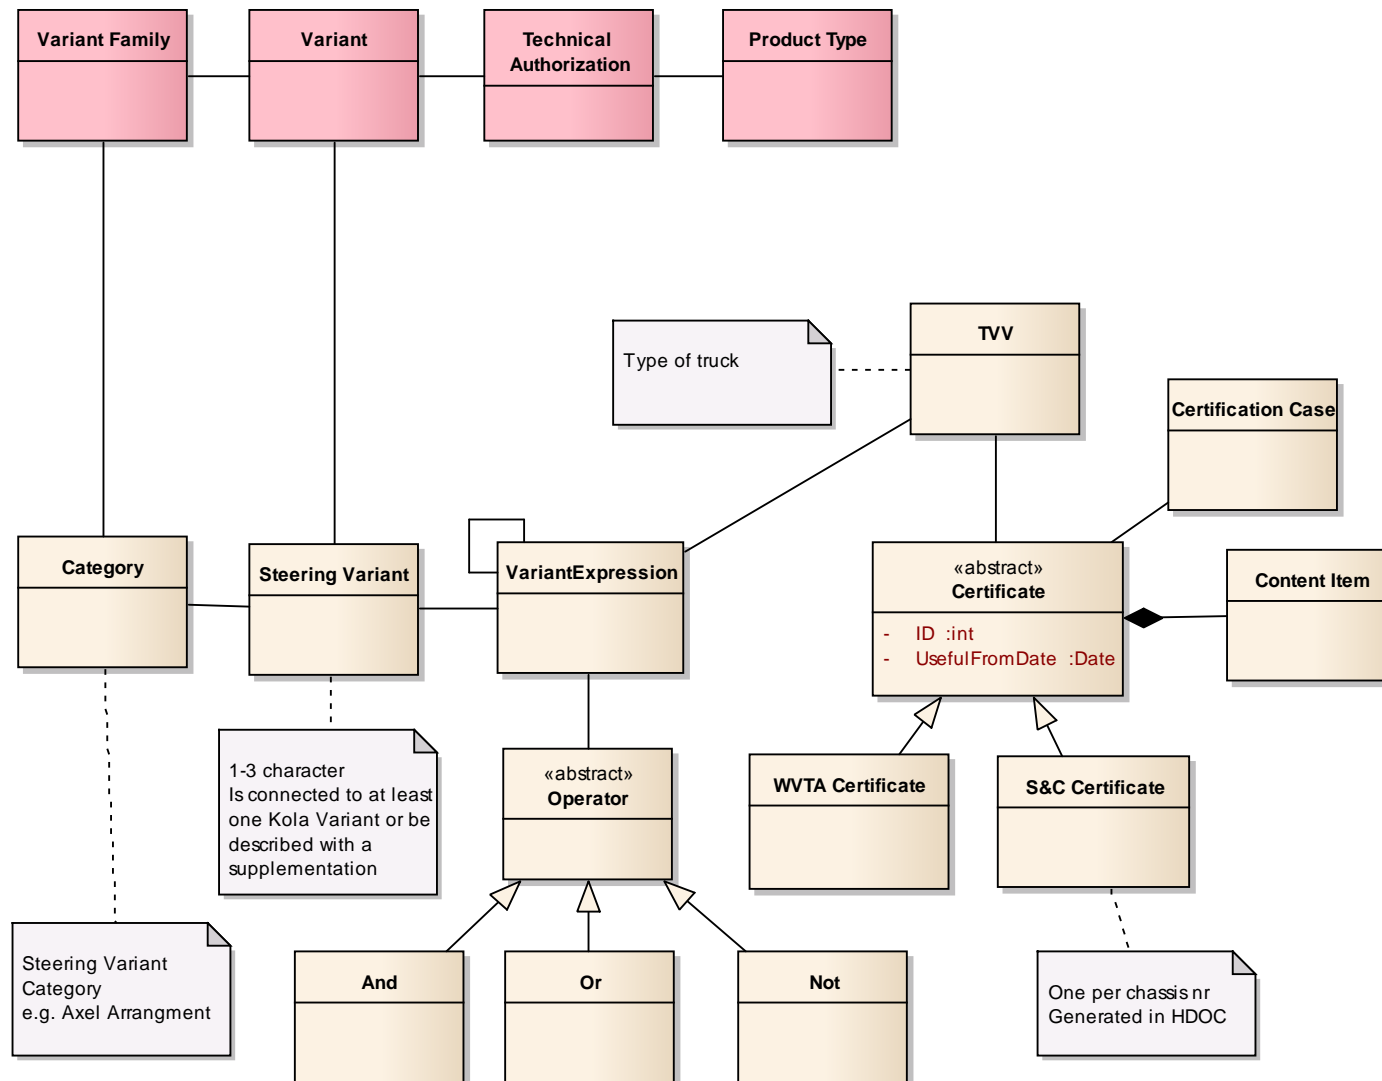 Variant Family
Variant
Technical
Authorization
Product Type
TVV
Type of truck
Certification Case
Category
Steering Variant
VariantExpression
«abstract»
Certificate
- ID :int
- UsefulFromDate :Date
Content Item
1-3 character
Is connected to at least
one Kola Variant or be
described with a
supplementation
«abstract»
Operator
WVTA Certificate
S&C Certificate
Steering Variant
Category
e.g. Axel Arrangment
And
Or
Not
One per chassis nr
Generated in HDOC